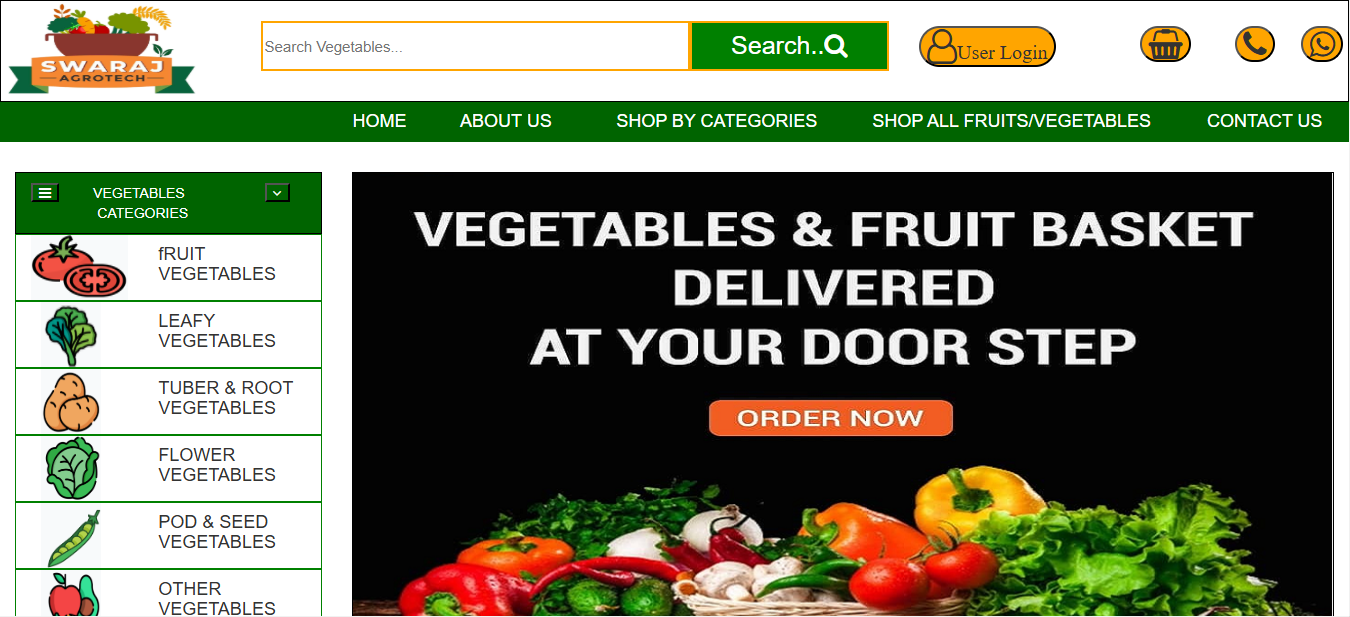 SWARAJ
AGROTECH
Search Vegetables...
Search..
User Login
HOME
ABOUT US
SHOP BY CATEGORIES
SHOP ALL FRUITS/VEGETABLES
CONTACT US
VEGETABLES
CATEGORIES
fRUIT
VEGETABLES
LEAFY
VEGETABLES
TUBER & ROOT
VEGETABLES
FLOWER
VEGETABLES
POD & SEED
VEGETABLES
OTHER
VEGETABLES
VEGETABLES & FRUIT BASKET
DELIVERED
AT YOUR DOOR STEP
ORDER NOW